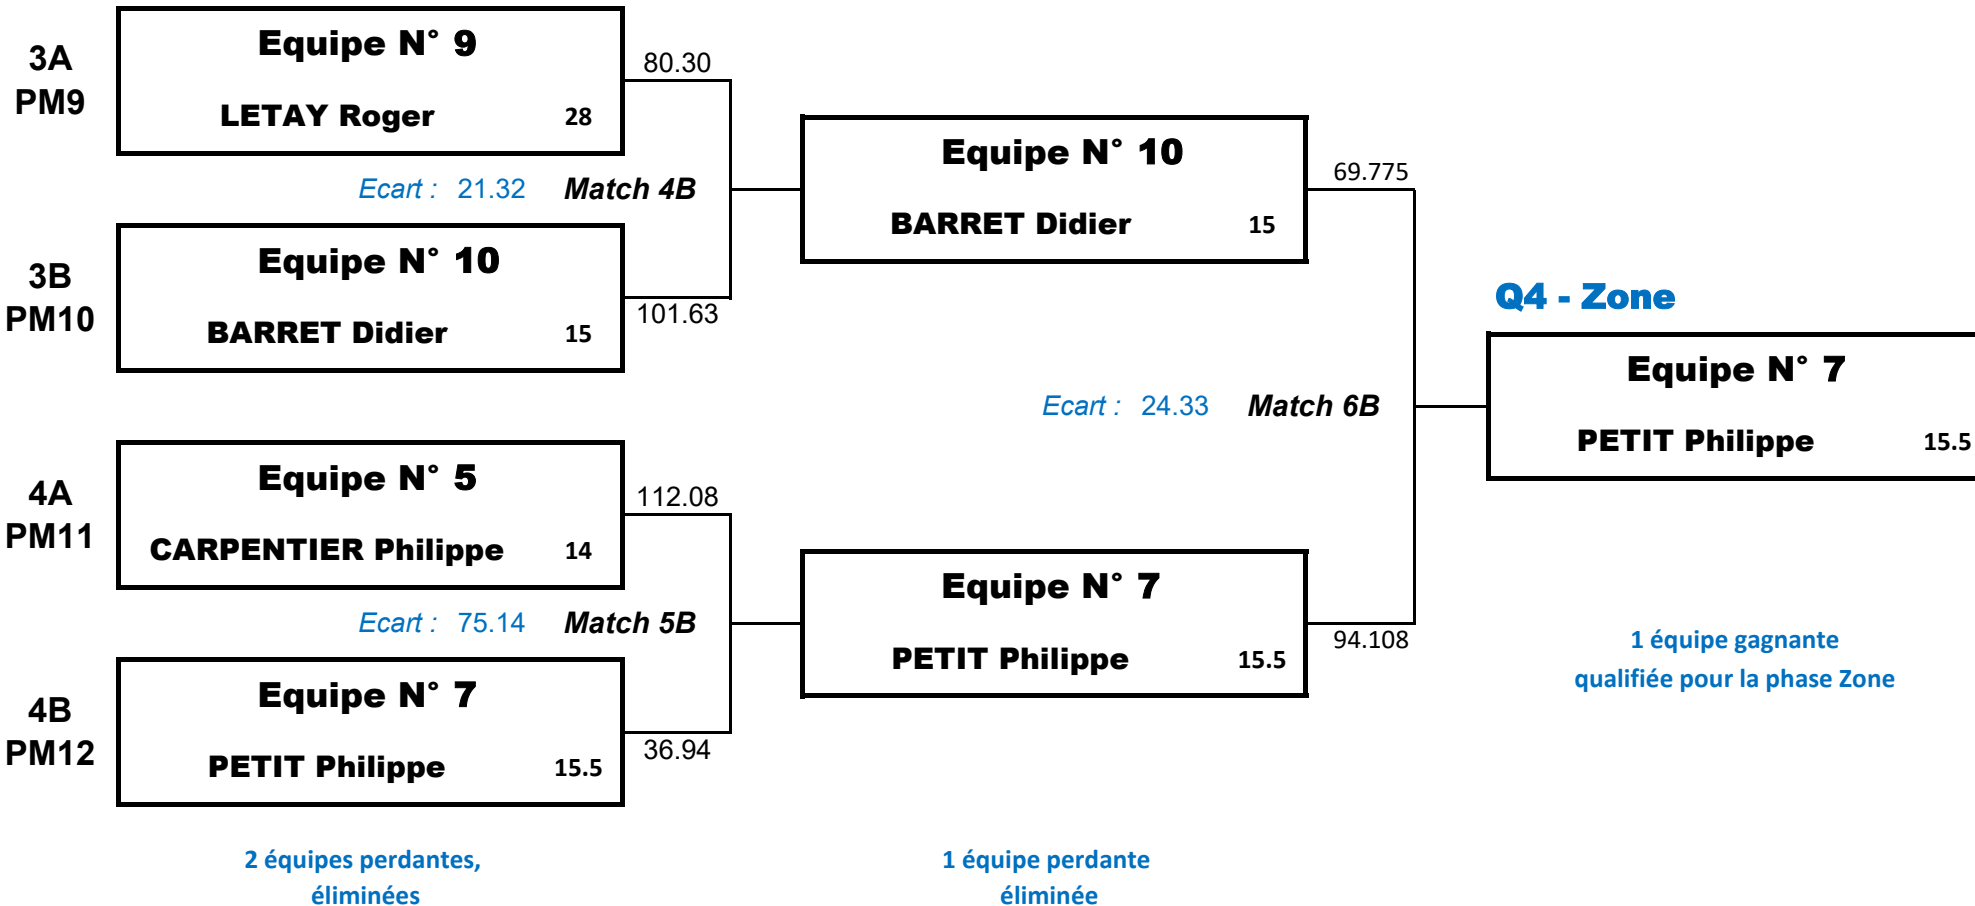 3A
PM9
Equipe N° 9
LETAY Roger 28
80.30
Ecart : 21.32 Match 4B
3B
PM10
Equipe N° 10
BARRET Didier 15
101.63
4A
PM11
Equipe N° 5
CARPENTIER Philippe 14
112.08
Ecart : 75.14 Match 5B
4B
PM12
Equipe N° 7
PETIT Philippe 15.5
36.94
2 équipes perdantes,
éliminées
Equipe N° 10
BARRET Didier 15
69.775
Ecart : 24.33 Match 6B
Equipe N° 7
PETIT Philippe 15.5
94.108
1 équipe perdante
éliminée
Q4 - Zone
Equipe N° 7
PETIT Philippe 15.5
1 équipe gagnante
qualifiée pour la phase Zone